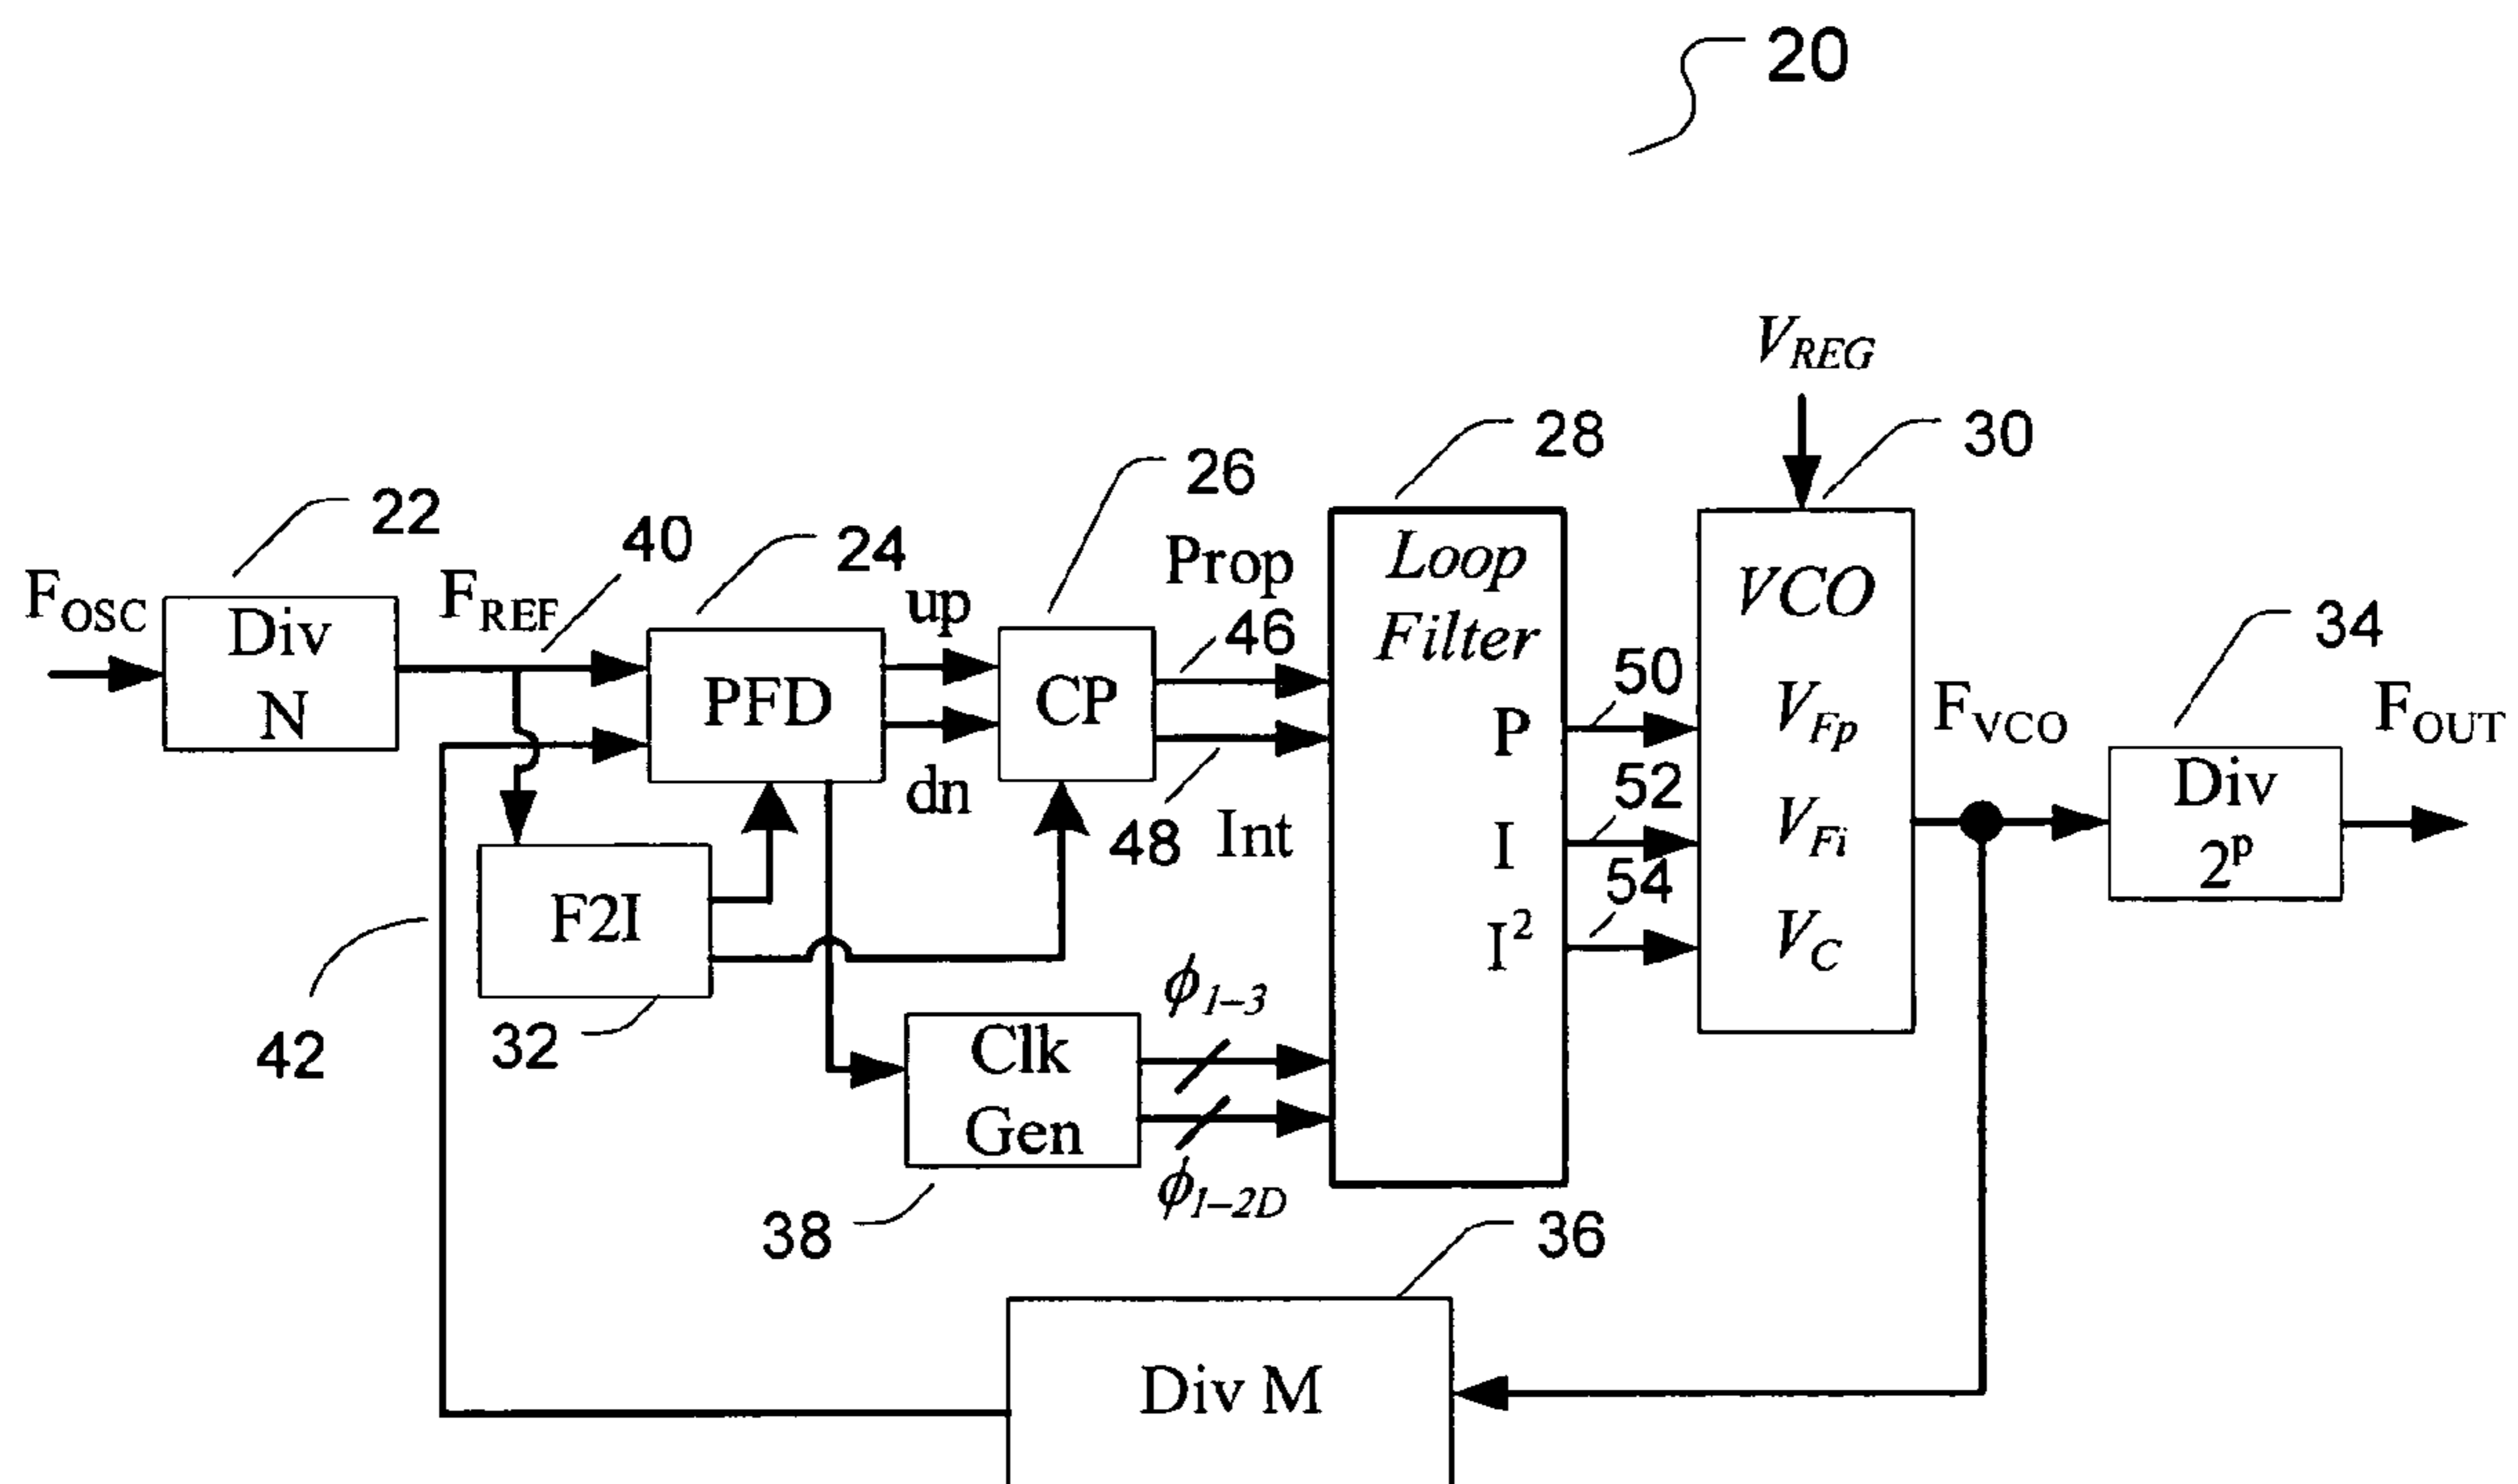 20
V_REG
28
30
26
22
40
24
Prop
F_OSC
Div
N
F_REF
up
46
Loop
Filter
VCO
34
PFD
CP
50
P
V_Fp
F_VCO
F_OUT
dn
48
Int
52
I
V_Fi
Div
2^p
F2I
54
I^2
V_C
42
32
ϕ_1–3
Clk
Gen
ϕ_1–2D
38
36
Div M